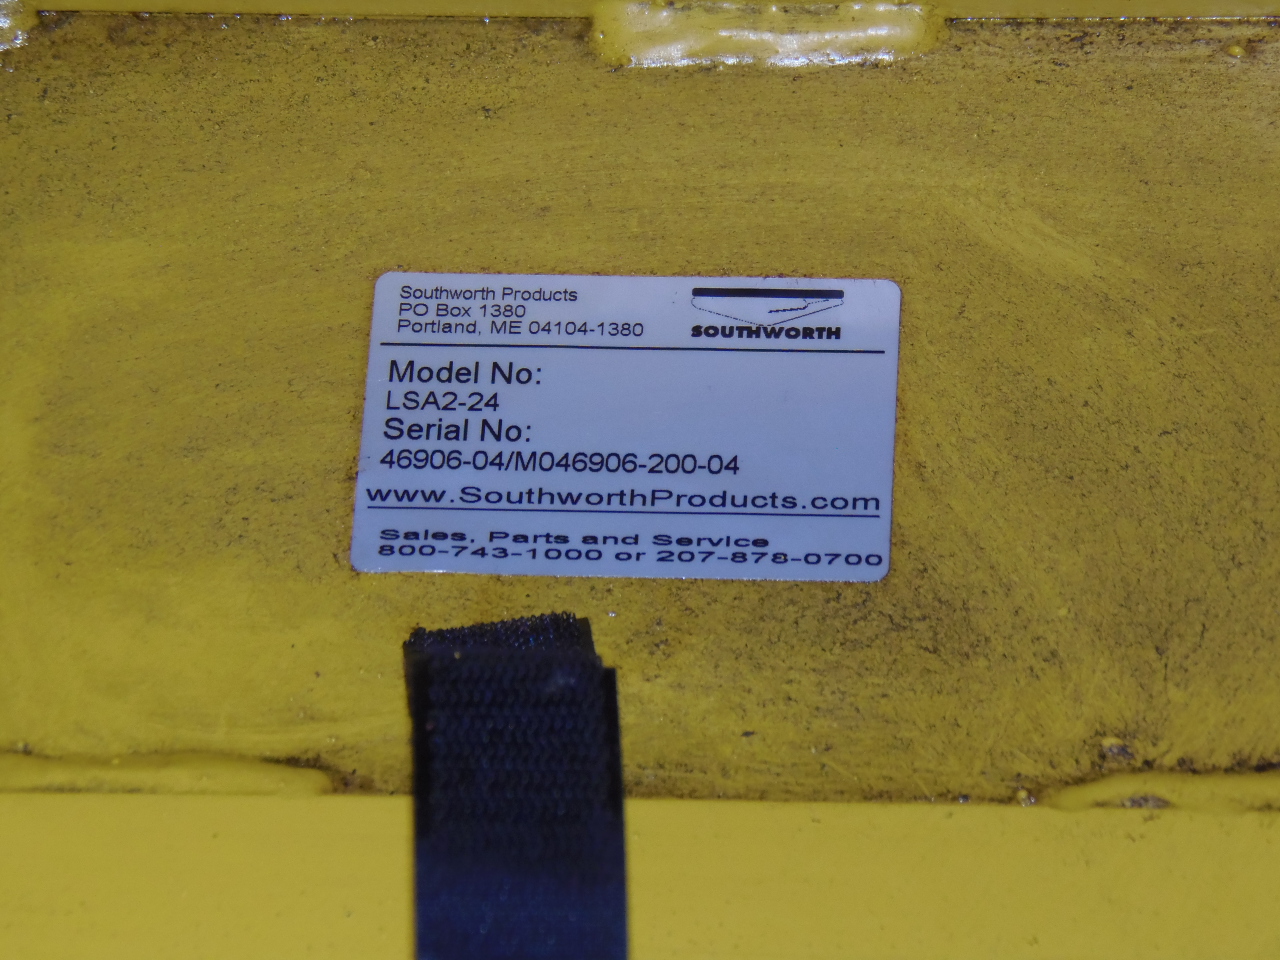 Southworth Products
PO Box 1380
Portland, ME 04104-1380
SOUTHWORTH
Model No:
LSA2-24
Serial No:
46906-04/M046906-200-04
www.SouthworthProducts.com
Sales, Parts and Service
800-743-1000 or 207-878-0700